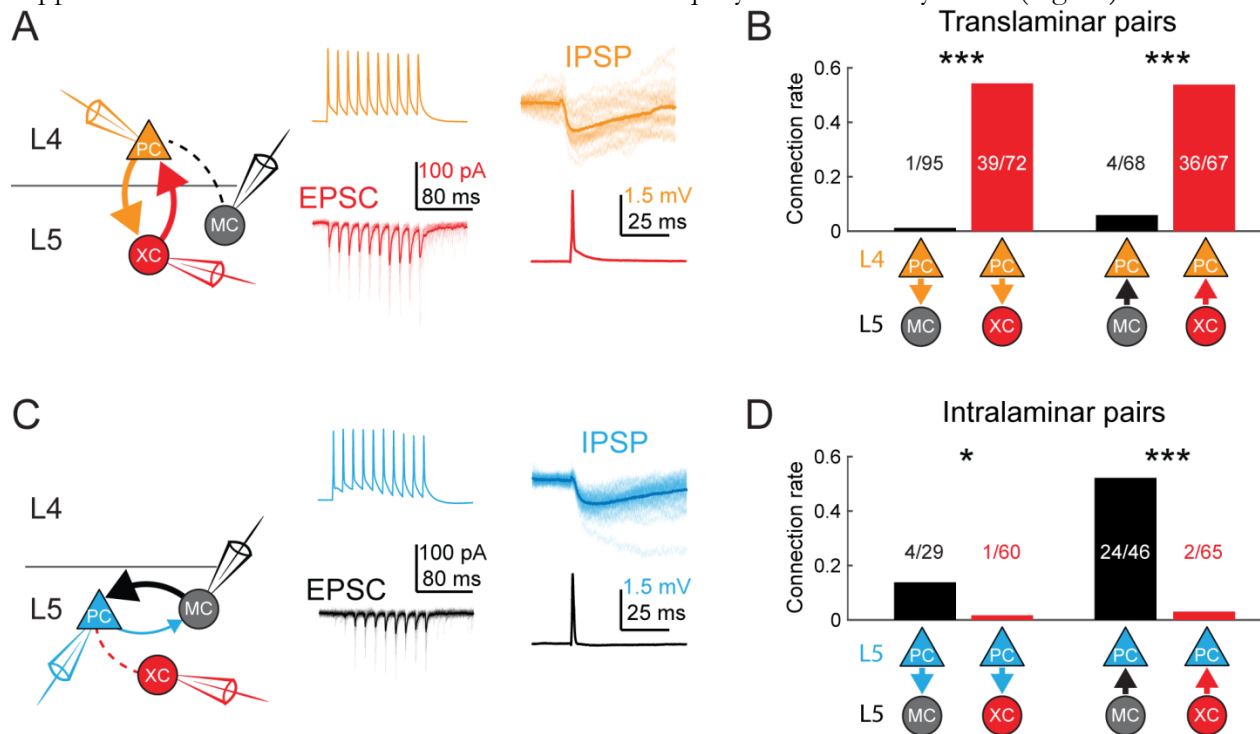 A
L4
L5
PC
MC
XC
EPSC
100 pA
80 ms
IPSP
1.5 mV
25 ms
B
Translaminar pairs
***
***
Connection rate
0.6
0.4
0.2
0
1/95
39/72
4/68
36/67
L4
PC
PC
PC
PC
L5
MC
XC
MC
XC
C
L4
L5
PC
MC
XC
EPSC
100 pA
80 ms
IPSP
1.5 mV
25 ms
D
Intralaminar pairs
*
***
Connection rate
0.6
0.4
0.2
0
4/29
1/60
24/46
2/65
L5
PC
PC
PC
PC
L5
MC
XC
MC
XC